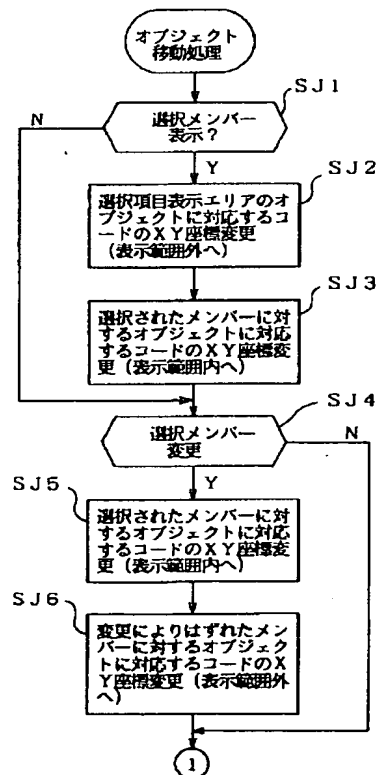 オブジェクト
移動処理
SJ1
選択メンバー
表示？
N
Y
SJ2
選択項目表示エリアのオ
ブジェクトに対応するコ
ードのXY座標変更
（表示範囲外へ）
SJ3
選択されたメンバーに対
するオブジェクトに対応
するコードのXY座標変
更（表示範囲内へ）
SJ4
選択メンバー
変更
N
Y
SJ5
選択されたメンバーに対
するオブジェクトに対応
するコードのXY座標変
更（表示範囲内へ）
SJ6
変更によりはずれたメン
バーに対するオブジェク
トに対応するコードのX
Y座標変更（表示範囲外
へ）
1